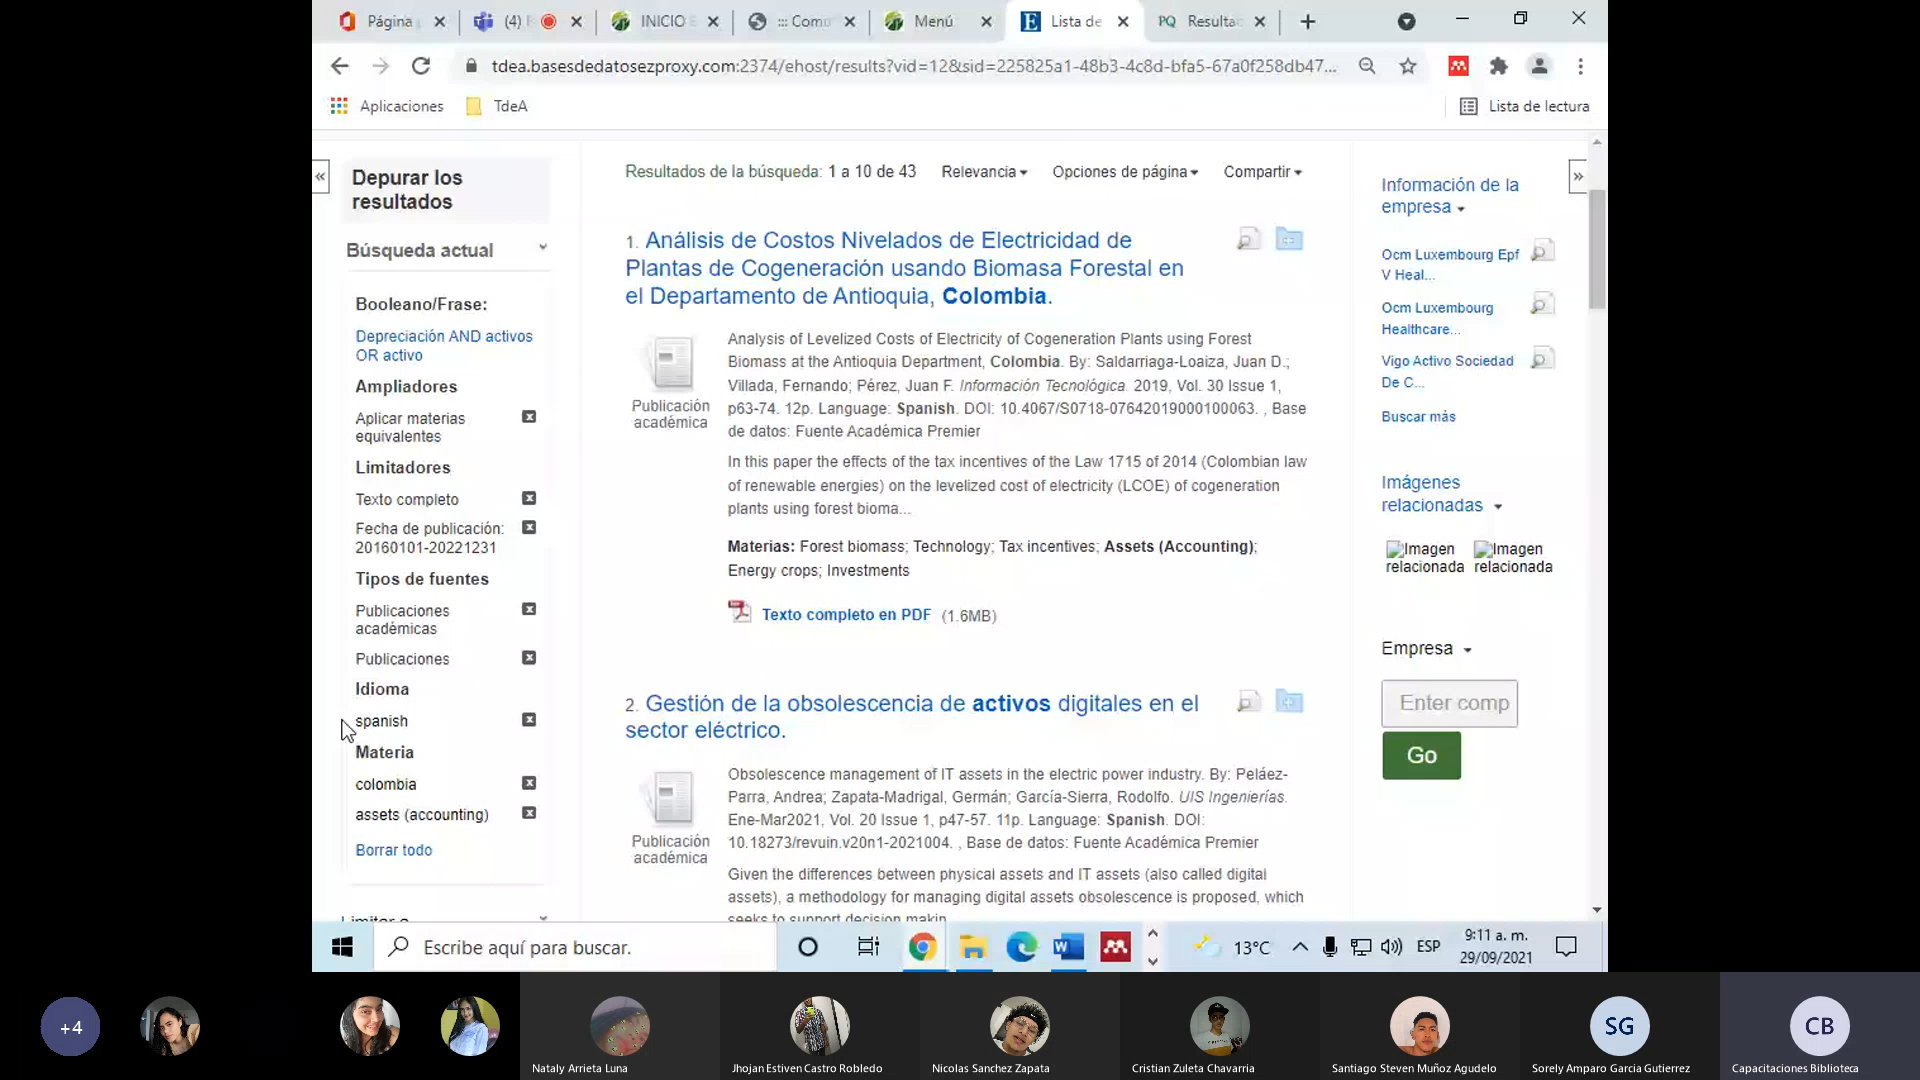 Página
(4)
INICIO
::: Com
Menú
Lista de
PQ Resulta
tdea.basesdedatosezproxy.com:2374/ehost/results?vid=12&sid=225825a1-48b3-4c8d-bfa5-67a0f258db47...
Aplicaciones
TdeA
Lista de lectura
Depurar los
resultados
Búsqueda actual
Booleano/Frase:
Depreciación AND activos
OR activo
Ampliadores
Aplicar materias
equivalentes
Limitadores
Texto completo
Fecha de publicación:
20160101-20221231
Tipos de fuentes
Publicaciones
académicas
Publicaciones
Idioma
spanish
Materia
colombia
assets (accounting)
Borrar todo
Resultados de la búsqueda: 1 a 10 de 43
Relevancia
Opciones de página
Compartir
1. Análisis de Costos Nivelados de Electricidad de
Plantas de Cogeneración usando Biomasa Forestal en
el Departamento de Antioquia, Colombia.
Publicación
académica
Analysis of Levelized Costs of Electricity of Cogeneration Plants using Forest
Biomass at the Antioquia Department, Colombia. By: Saldarriaga-Loaiza, Juan D.;
Villada, Fernando; Pérez, Juan F. Información Tecnológica. 2019, Vol. 30 Issue 1,
p63-74. 12p. Language: Spanish. DOI: 10.4067/S0718-07642019000100063. , Base
de datos: Fuente Académica Premier
In this paper the effects of the tax incentives of the Law 1715 of 2014 (Colombian law
of renewable energies) on the levelized cost of electricity (LCOE) of cogeneration
plants using forest bioma...
Materias: Forest biomass; Technology; Tax incentives; Assets (Accounting);
Energy crops; Investments
Texto completo en PDF (1.6MB)
2. Gestión de la obsolescencia de activos digitales en el
sector eléctrico.
Publicación
académica
Obsolescence management of IT assets in the electric power industry. By: Peláez-
Parra, Andrea; Zapata-Madrigal, Germán; García-Sierra, Rodolfo. UIS Ingenierías.
Ene-Mar2021, Vol. 20 Issue 1, p47-57. 11p. Language: Spanish. DOI:
10.18273/revuin.v20n1-2021004. , Base de datos: Fuente Académica Premier
Given the differences between physical assets and IT assets (also called digital
assets), a methodology for managing digital assets obsolescence is proposed, which
seeks to support decision makin
Información de la
empresa
Ocm Luxembourg Epf
V Heal...
Ocm Luxembourg
Healthcare...
Vigo Activo Sociedad
De C...
Buscar más
Imágenes
relacionadas
Imagen
relacionada
Imagen
relacionada
Empresa
Enter comp
Go
Escribe aquí para buscar.
13°C
ESP
9:11 a. m.
29/09/2021
+4
SG
CB
Nataly Arrieta Luna
Jhojan Estiven Castro Robledo
Nicolas Sanchez Zapata
Cristian Zuleta Chavarria
Santiago Steven Muñoz Agudelo
Sorely Amparo Garcia Gutierrez
Capacitaciones Biblioteca